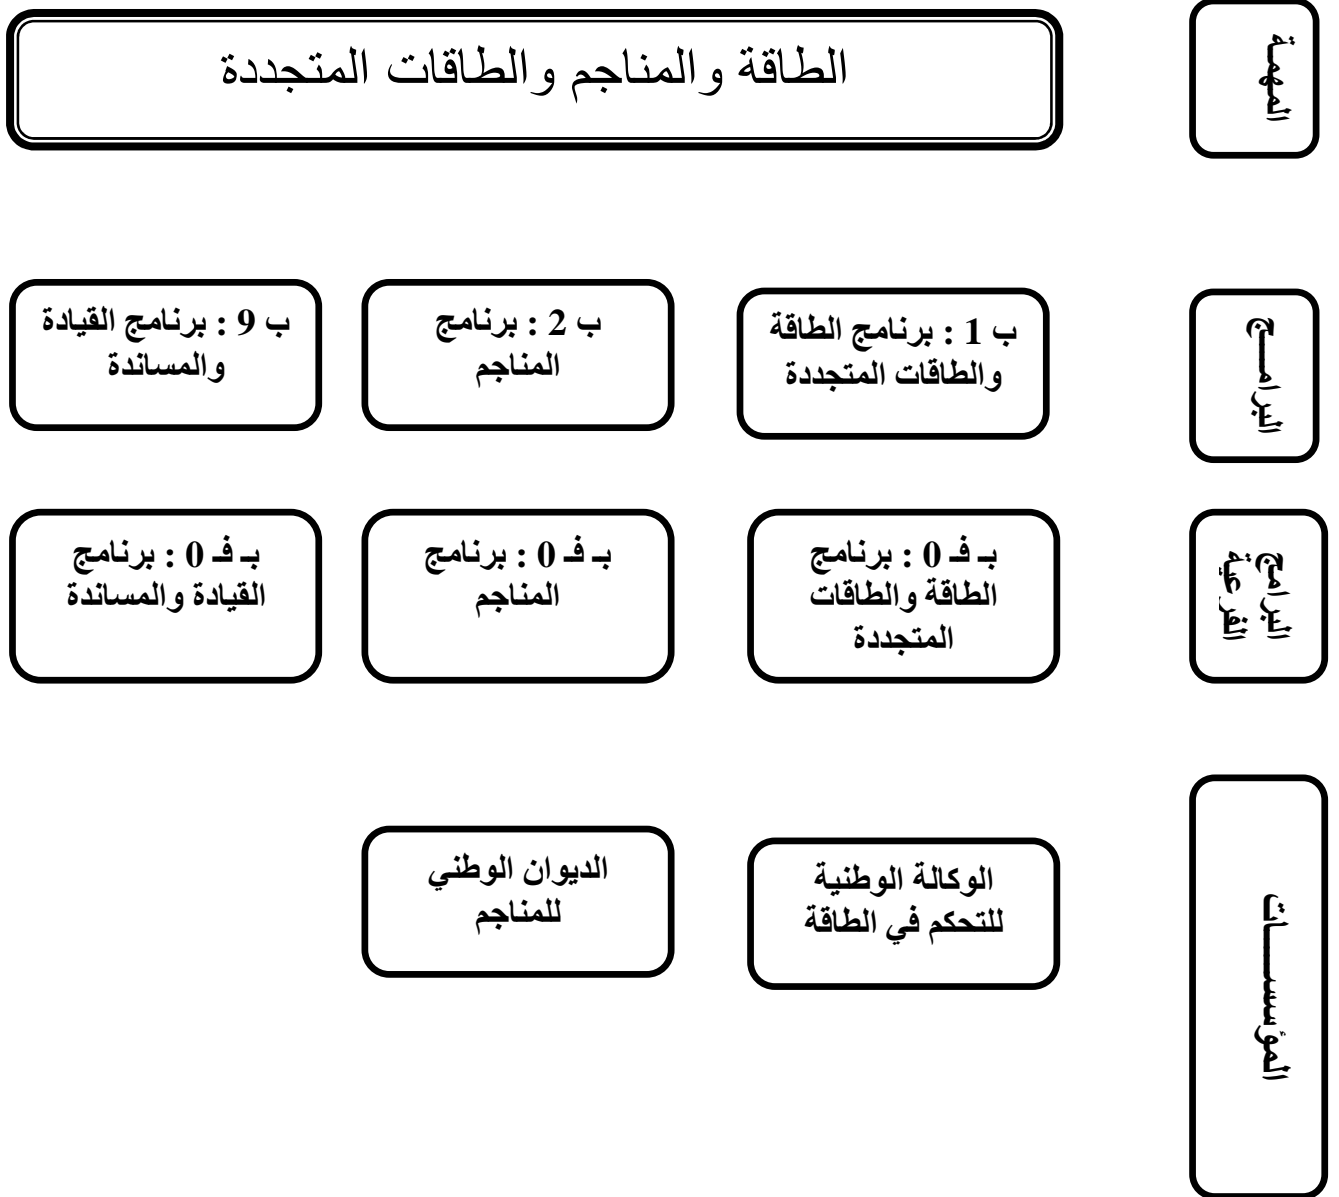 المهمة
الطاقة والمناجم والطاقات المتجددة
البرامــج
ب 1 : برنامج الطاقة
والطاقات المتجددة
ب 2 : برنامج
المناجم
ب 9 : برنامج القيادة
والمساندة
البرامج
الفرعية
بـ فـ 0 : برنامج
الطاقة والطاقات
المتجددة
بـ فـ 0 : برنامج
المناجم
بـ فـ 0 : برنامج
القيادة والمساندة
المؤسســـات
الوكالة الوطنية
للتحكم في الطاقة
الديوان الوطني
للمناجم